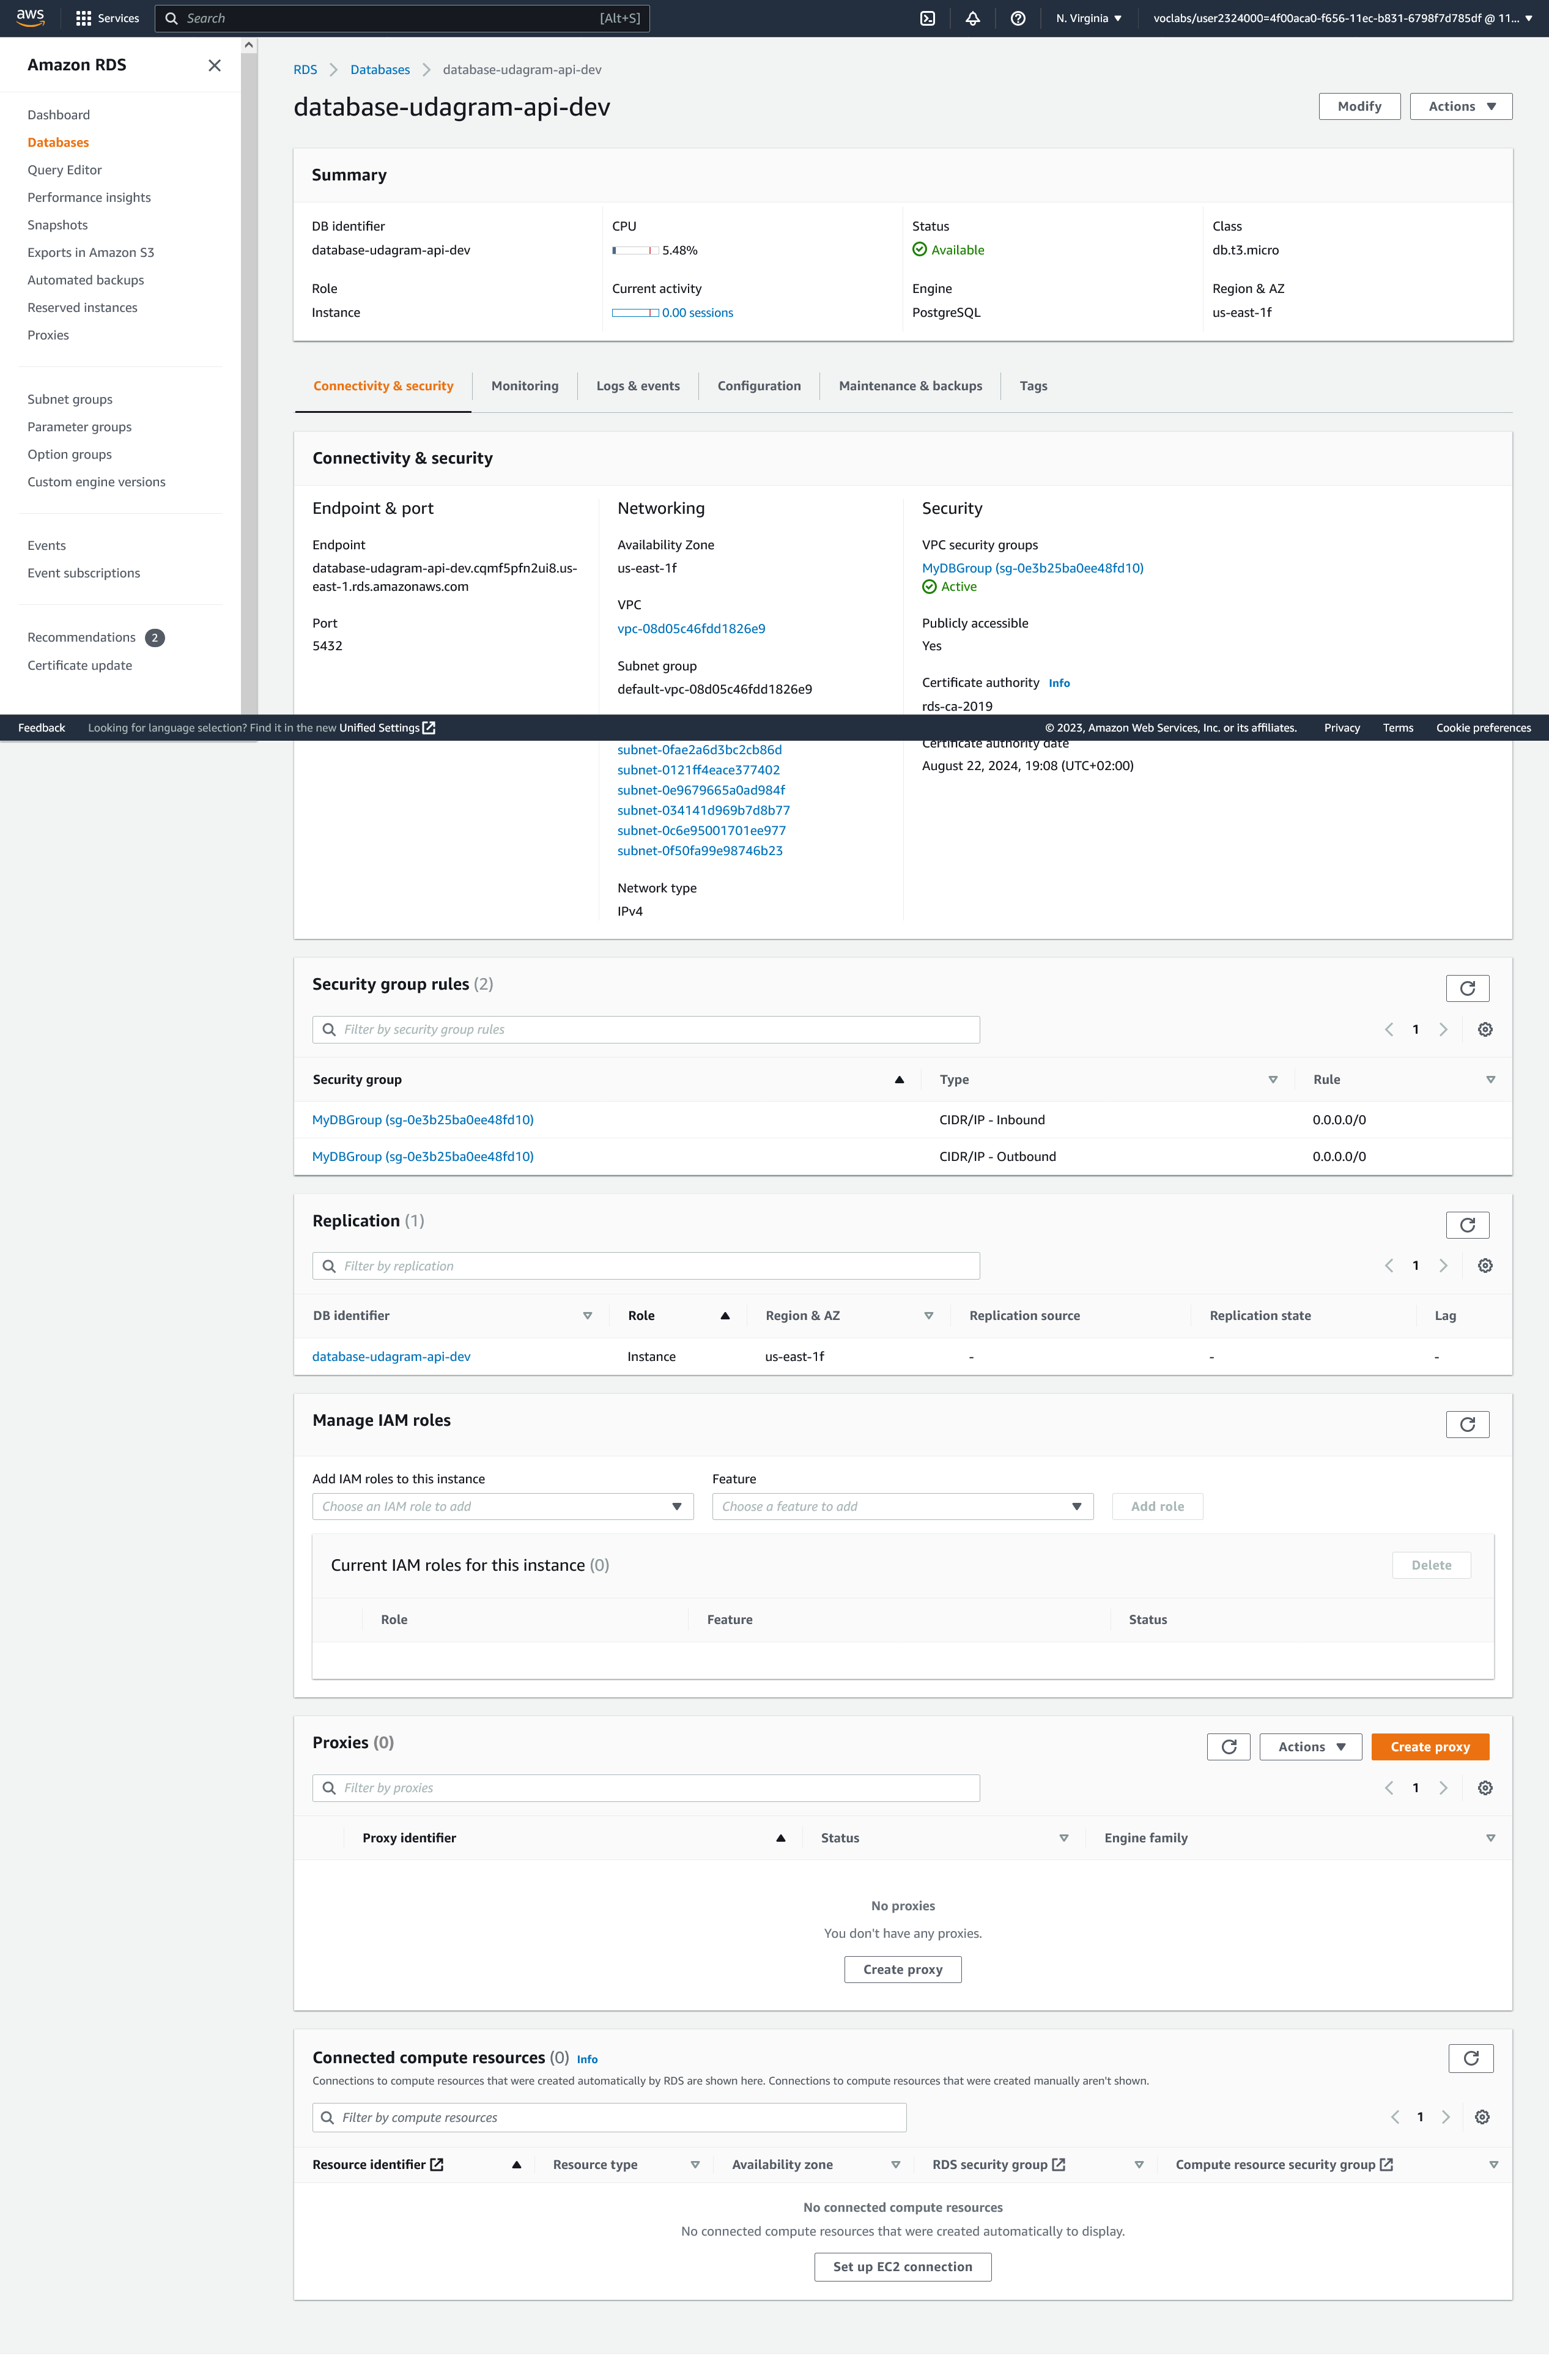 aws
Services
Search
[Alt+S]
N. Virginia
voclabs/user2324000=4f00aca0-f656-11ec-b831-6798f7d785df @ 11...
Amazon RDS
Dashboard
Databases
Query Editor
Performance insights
Snapshots
Exports in Amazon S3
Automated backups
Reserved instances
Proxies
Subnet groups
Parameter groups
Option groups
Custom engine versions
Events
Event subscriptions
Recommendations 2
Certificate update
RDS > Databases > database-udagram-api-dev
database-udagram-api-dev
Modify
Actions
Summary
DB identifier
database-udagram-api-dev
CPU
5.48%
Status
Available
Class
db.t3.micro
Role
Instance
Current activity
0.00 sessions
Engine
PostgreSQL
Region & AZ
us-east-1f
Connectivity & security
Monitoring
Logs & events
Configuration
Maintenance & backups
Tags
Connectivity & security
Endpoint & port
Endpoint
database-udagram-api-dev.cqmf5pfn2ui8.us-
east-1.rds.amazonaws.com
Port
5432
Networking
Availability Zone
us-east-1f
VPC
vpc-08d05c46fdd1826e9
Subnet group
default-vpc-08d05c46fdd1826e9
Security
VPC security groups
MyDBGroup (sg-0e3b25ba0ee48fd10)
Active
Publicly accessible
Yes
Certificate authority Info
rds-ca-2019
Feedback
Looking for language selection? Find it in the new Unified Settings
© 2023, Amazon Web Services, Inc. or its affiliates.
Privacy
Terms
Cookie preferences
subnet-0fae2a6d3bc2cb86d
subnet-0121ff4eace377402
subnet-0e9679665a0ad984f
subnet-034141d969b7d8b77
subnet-0c6e95001701ee977
subnet-0f50fa99e98746b23
Network type
IPv4
Certificate authority date
August 22, 2024, 19:08 (UTC+02:00)
Security group rules (2)
Filter by security group rules
1
Security group
Type
Rule
MyDBGroup (sg-0e3b25ba0ee48fd10)
CIDR/IP - Inbound
0.0.0.0/0
MyDBGroup (sg-0e3b25ba0ee48fd10)
CIDR/IP - Outbound
0.0.0.0/0
Replication (1)
Filter by replication
1
DB identifier
Role
Region & AZ
Replication source
Replication state
Lag
database-udagram-api-dev
Instance
us-east-1f
-
-
-
Manage IAM roles
Add IAM roles to this instance
Choose an IAM role to add
Feature
Choose a feature to add
Add role
Current IAM roles for this instance (0)
Delete
Role
Feature
Status
Proxies (0)
Actions
Create proxy
Filter by proxies
1
Proxy identifier
Status
Engine family
No proxies
You don't have any proxies.
Create proxy
Connected compute resources (0) Info
Connections to compute resources that were created automatically by RDS are shown here. Connections to compute resources that were created manually aren't shown.
Filter by compute resources
1
Resource identifier
Resource type
Availability zone
RDS security group
Compute resource security group
No connected compute resources
No connected compute resources that were created automatically to display.
Set up EC2 connection